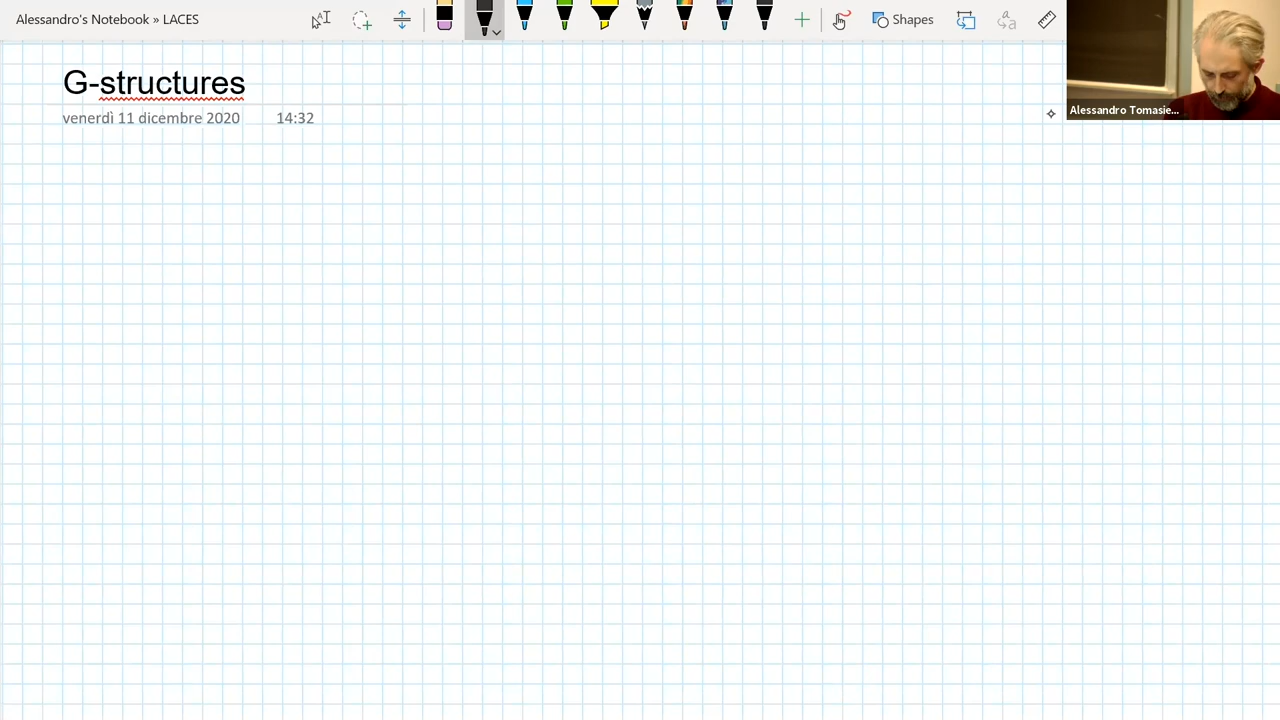 Alessandro's Notebook » LACES
Shapes
G-structures
venerdì 11 dicembre 2020 14:32
Alessandro Tomasie...